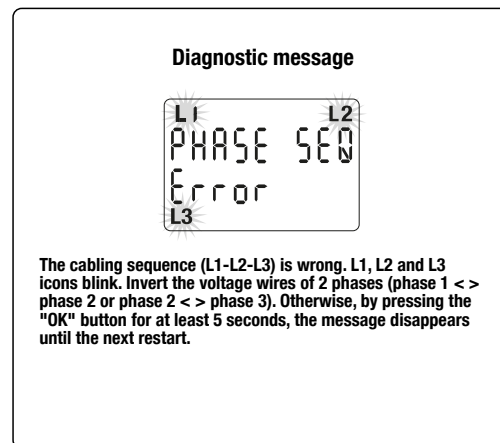 Diagnostic message
L1 L2
PHASE SEQ
Error
L3
The cabling sequence (L1-L2-L3) is wrong. L1, L2 and L3
icons blink. Invert the voltage wires of 2 phases (phase 1 < >
phase 2 or phase 2 < > phase 3). Otherwise, by pressing the
"OK" button for at least 5 seconds, the message disappears
until the next restart.